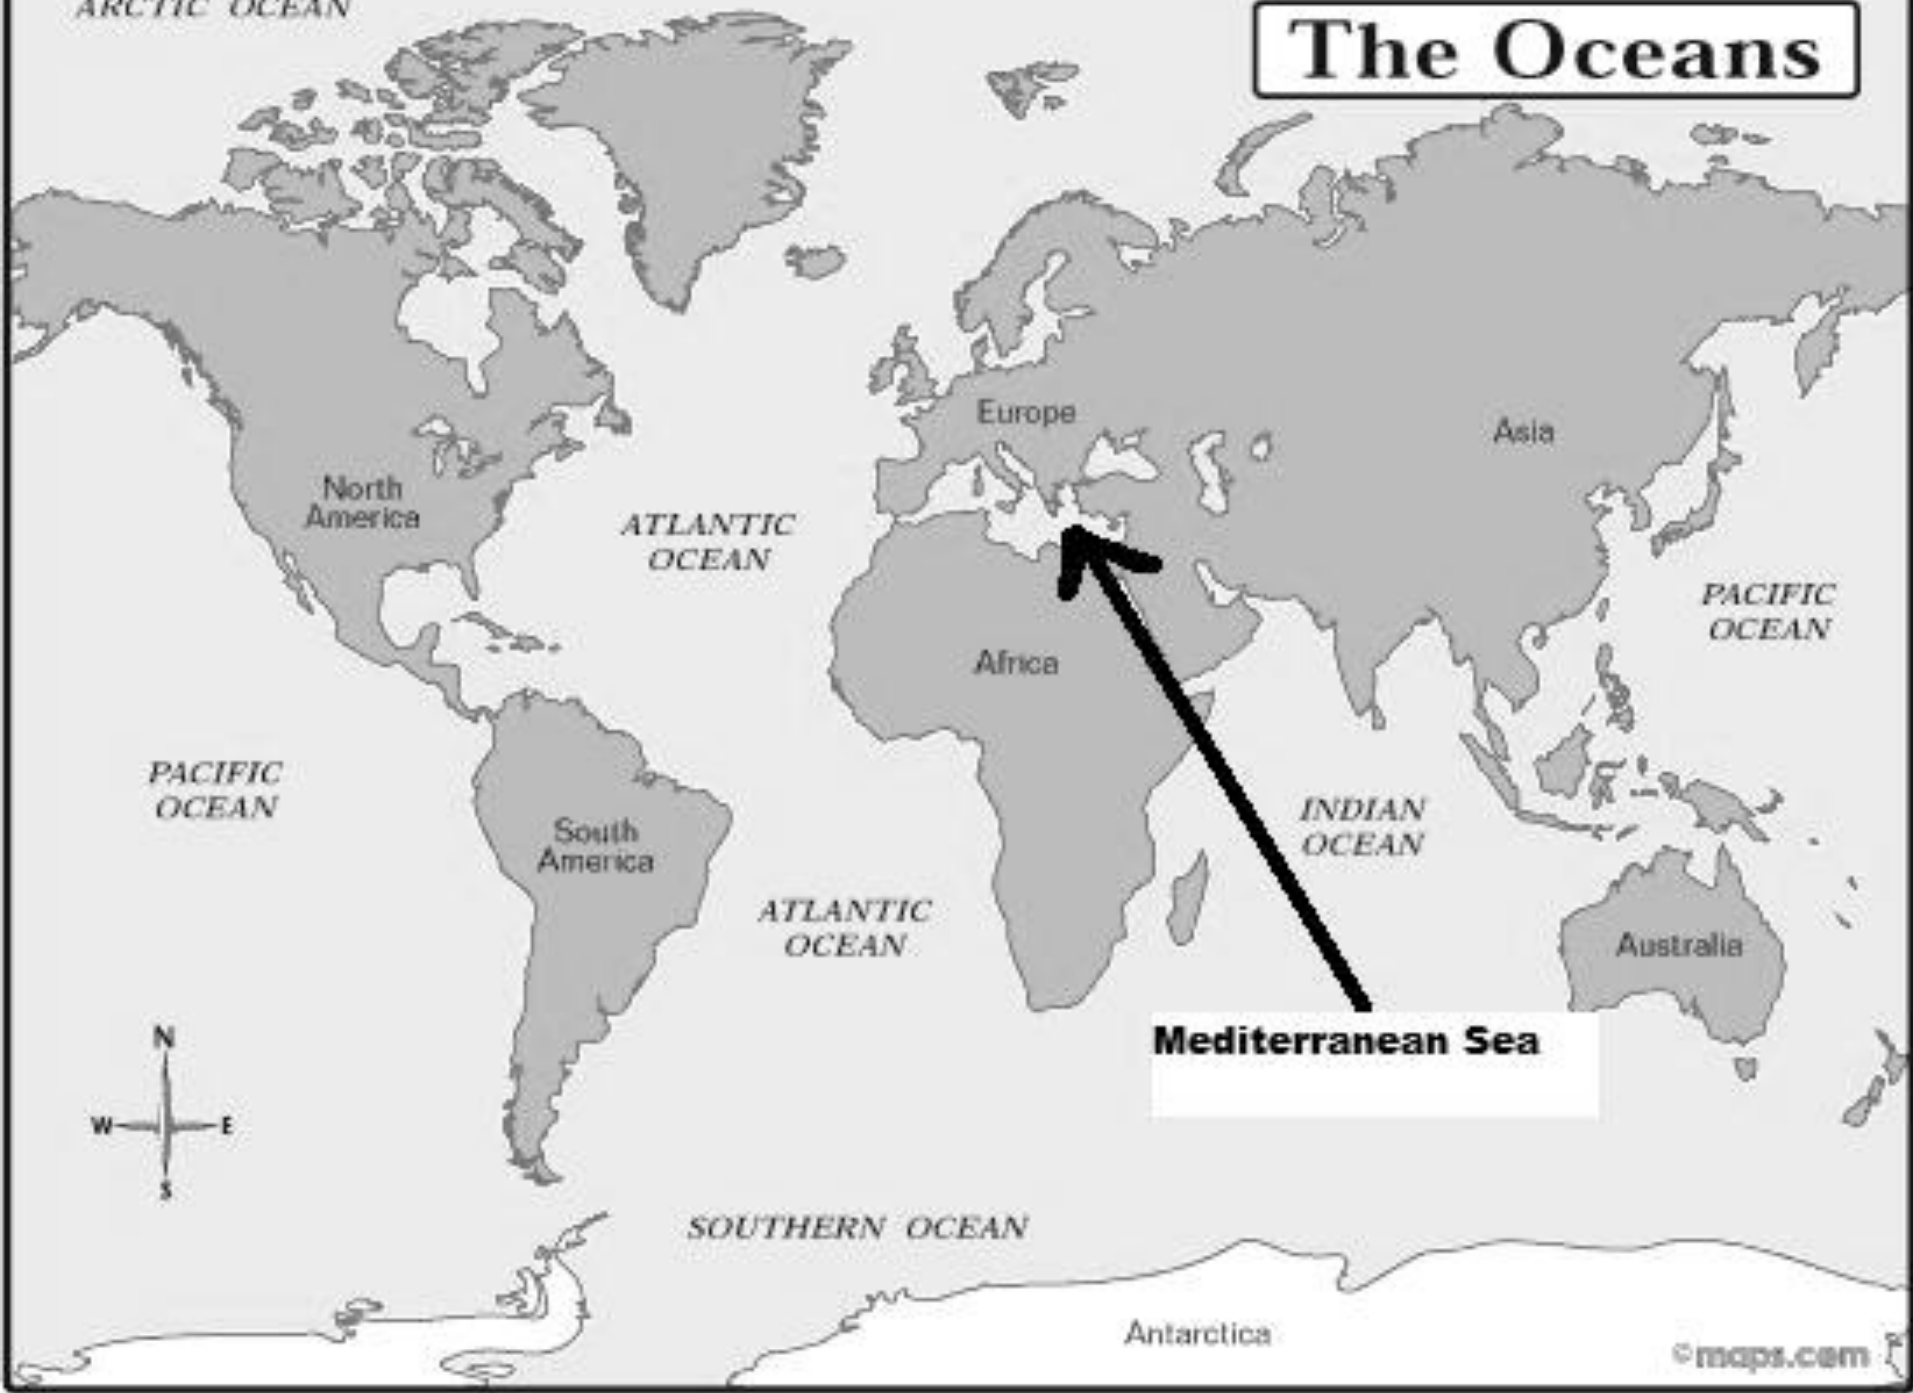 ARCTIC OCEAN
The Oceans
Europe
Asia
North
America
ATLANTIC
OCEAN
PACIFIC
OCEAN
Africa
PACIFIC
OCEAN
South
America
INDIAN
OCEAN
ATLANTIC
OCEAN
Australia
Mediterranean Sea
N
W E
S
SOUTHERN OCEAN
Antarctica
©maps.com